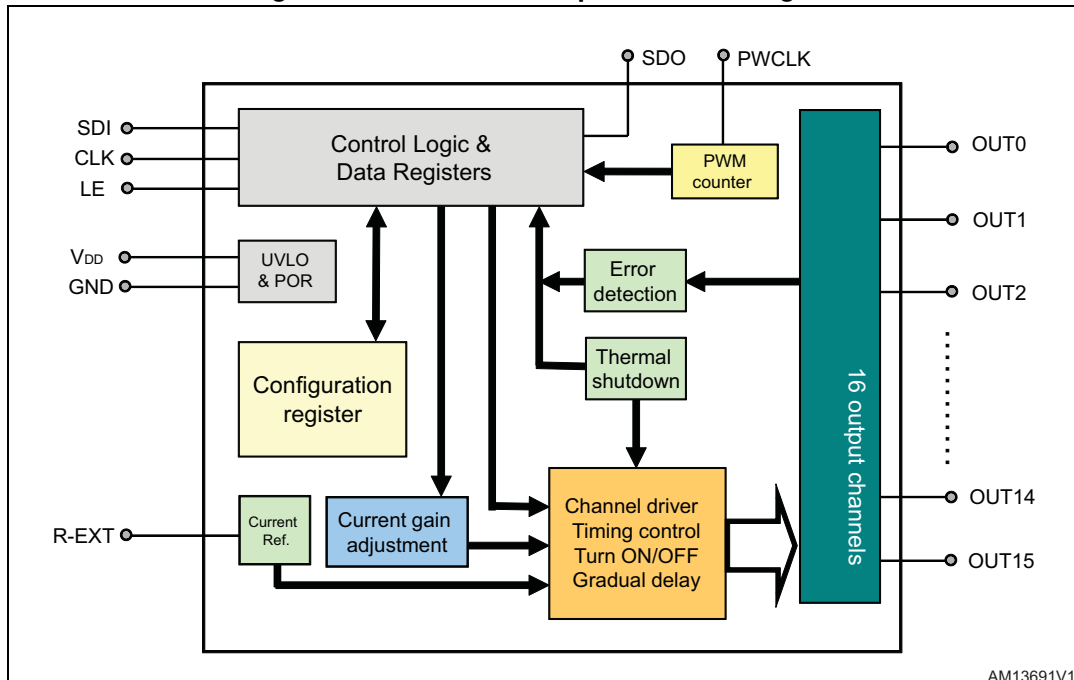 SDO
PWCLK
SDI
CLK
LE
Control Logic &
Data Registers
PWM
counter
OUT0
OUT1
VDD
GND
UVLO
& POR
Error
detection
OUT2
Thermal
shutdown
Configuration
register
16 output channels
R-EXT
Current
Ref.
Current gain
adjustment
Channel driver
Timing control
Turn ON/OFF
Gradual delay
OUT14
OUT15
AM13691V1